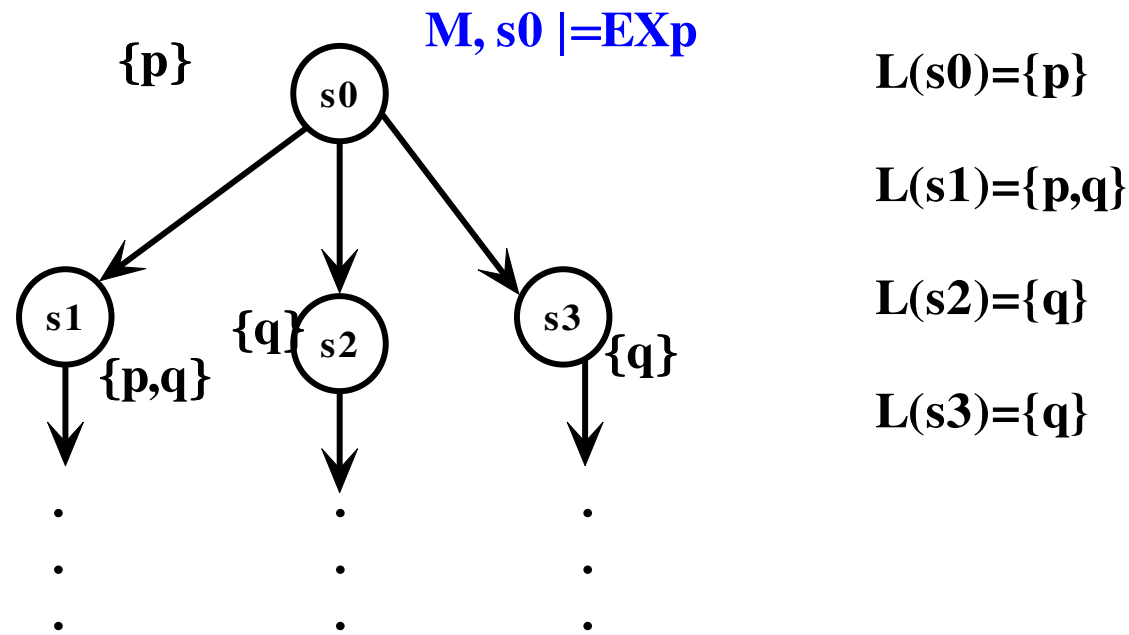 M, s0 |=EXp
{p}
s0
L(s0)={p}
L(s1)={p,q}
s1
{p,q}
{q}
s2
s3
{q}
L(s2)={q}
L(s3)={q}